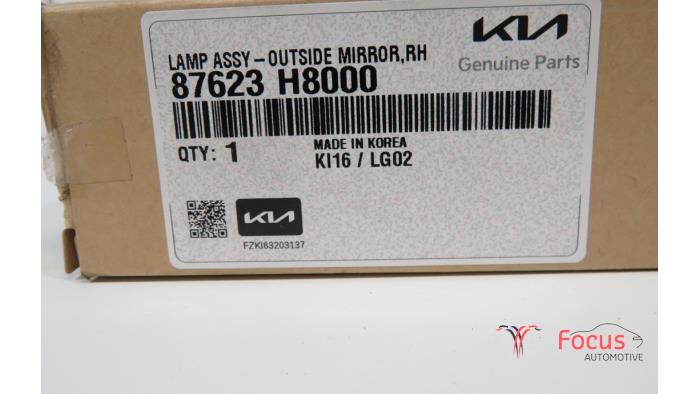 KIA
LAMP ASSY-OUTSIDE MIRROR,RH
Genuine Parts
87623 H8000
MADE IN KOREA
QTY: 1 KI16 / LG02
KIA
FZKI63203137
Focus
AUTOMOTIVE